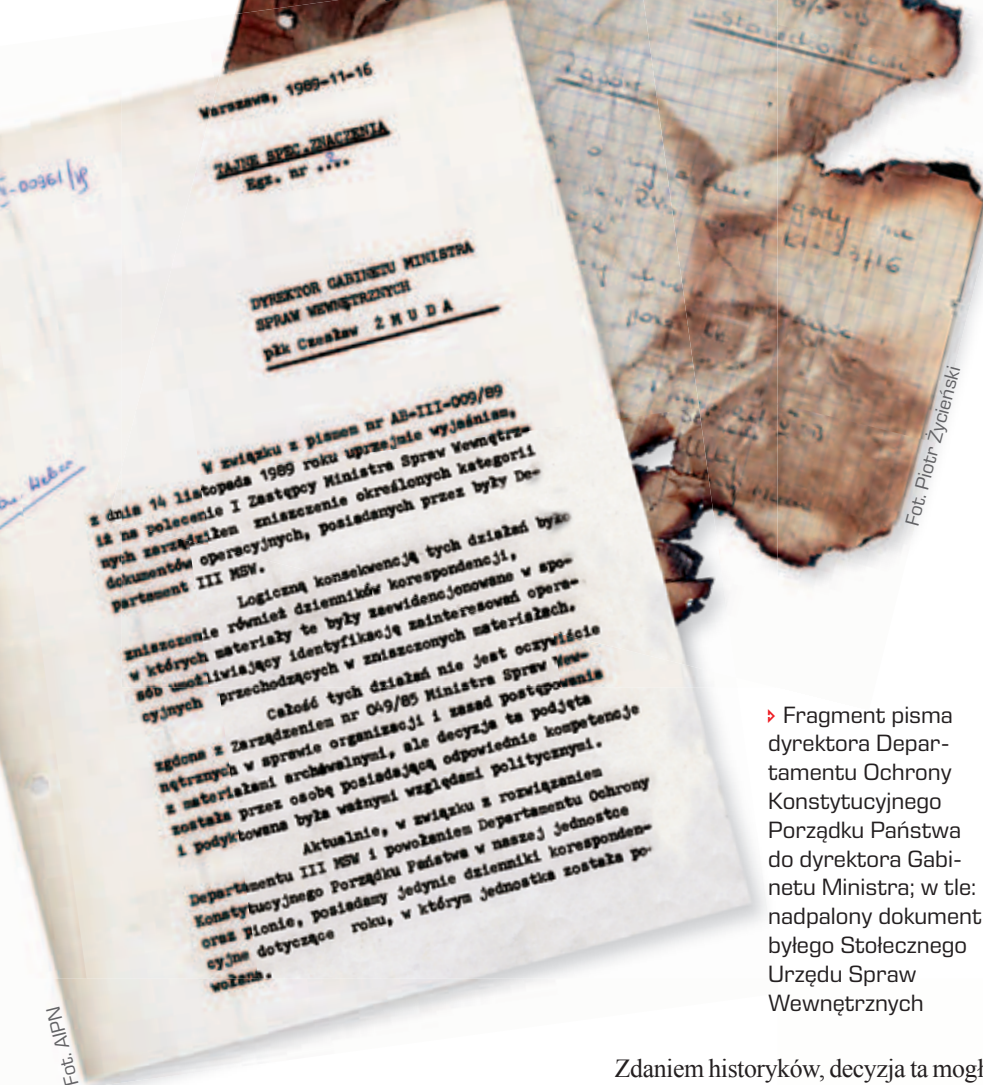 Warszawa, 1989-11-16
TAJNE SPEC.ZNACZENIA
Egz. nr ....
-00361/
DYREKTOR GABINETU MINISTRA
SPRAW WEWNĘTRZNYCH
płk Czesław Ż M U D A
W związku z pismem nr AB-III-009/89
z dnia 14 listopada 1989 roku uprzejmie wyjaśniam,
iż na polecenie I Zastępcy Ministra Spraw Wewnętrz-
nych zarządziłem zniszczenie określonych kategorii
dokumentów operacyjnych, posiadanych przez były De-
partament III MSW.
Logiczną konsekwencją tych działań było
zniszczenie również dzienników korespondencji,
w których materiały te były zaewidencjonowane w spo-
sób umożliwiający identyfikację zainteresowań opera-
cyjnych przechodzących w zniszczonych materiałach.
Całość tych działań nie jest oczywiście
zgdona z Zarządzeniem nr 049/85 Ministra Spraw Wew-
nętrznych w sprawie organizacji i zasad postępowania
z materiałami archiwalnymi, ale decyzja ta podjęta
została przez osobę posiadającą odpowiednie kompetencje
i podyktowana była ważnymi względami politycznymi.
Aktualnie, w związku z rozwiązaniem
Departamentu III MSW i powołaniem Departamentu Ochrony
Konstytucyjnego Porządku Państwa w naszej jednostce
oraz Pionie, posiadamy jedynie dzienniki koresponden-
cyjne dotyczące roku, w którym jednostka została po-
wołana.
Fot. AIPN
Fot. Piotr Życieński
Fragment pisma
dyrektora Depar-
tamentu Ochrony
Konstytucyjnego
Porządku Państwa
do dyrektora Gabi-
netu Ministra; w tle:
nadpalony dokument
byłego Stołecznego
Urzędu Spraw
Wewnętrznych
Zdaniem historyków, decyzja ta mogł